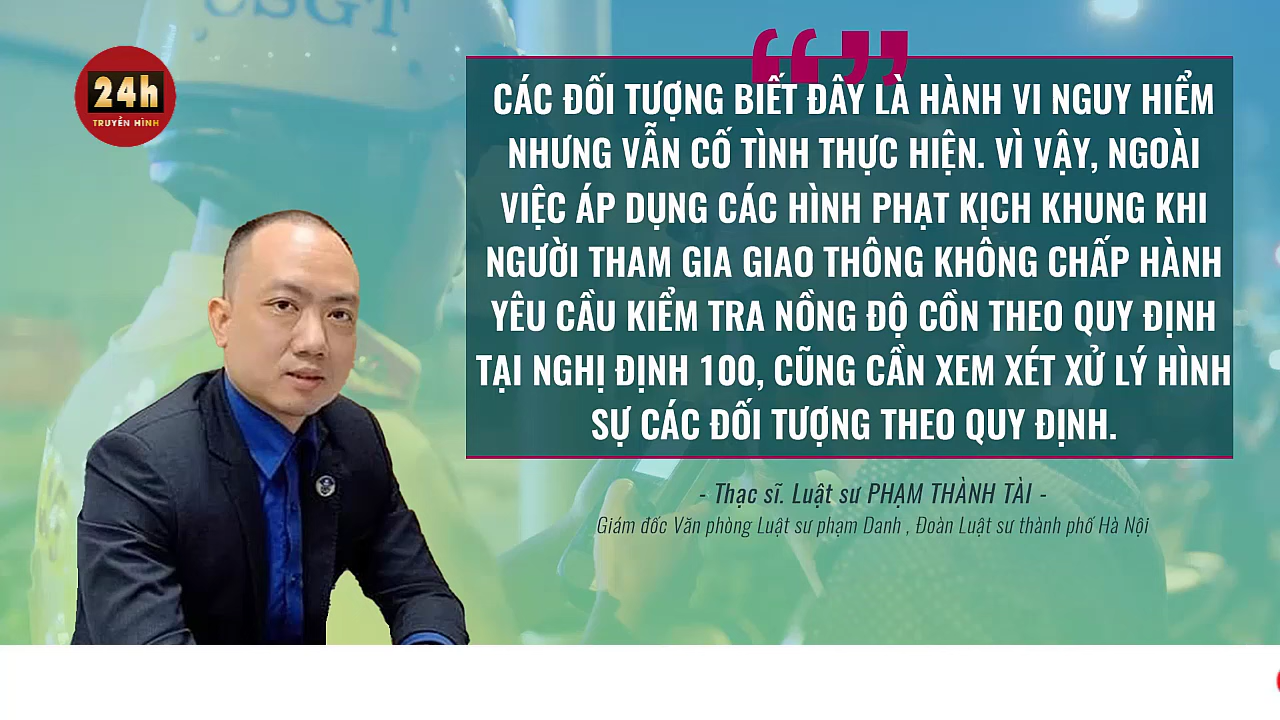 CSGT
24h
TRUYỀN HÌNH
CÁC ĐỐI TƯỢNG BIẾT ĐÂY LÀ HÀNH VI NGUY HIỂM
NHƯNG VẪN CỐ TÌNH THỰC HIỆN. VÌ VẬY, NGOÀI
VIỆC ÁP DỤNG CÁC HÌNH PHẠT KỊCH KHUNG KHI
NGƯỜI THAM GIA GIAO THÔNG KHÔNG CHẤP HÀNH
YÊU CẦU KIỂM TRA NỒNG ĐỘ CỒN THEO QUY ĐỊNH
TẠI NGHỊ ĐỊNH 100, CŨNG CẦN XEM XÉT XỬ LÝ HÌNH
SỰ CÁC ĐỐI TƯỢNG THEO QUY ĐỊNH.
- Thạc sĩ. Luật sư PHẠM THÀNH TÀI -
Giám đốc Văn phòng Luật sư phạm Danh , Đoàn Luật sư thành phố Hà Nội